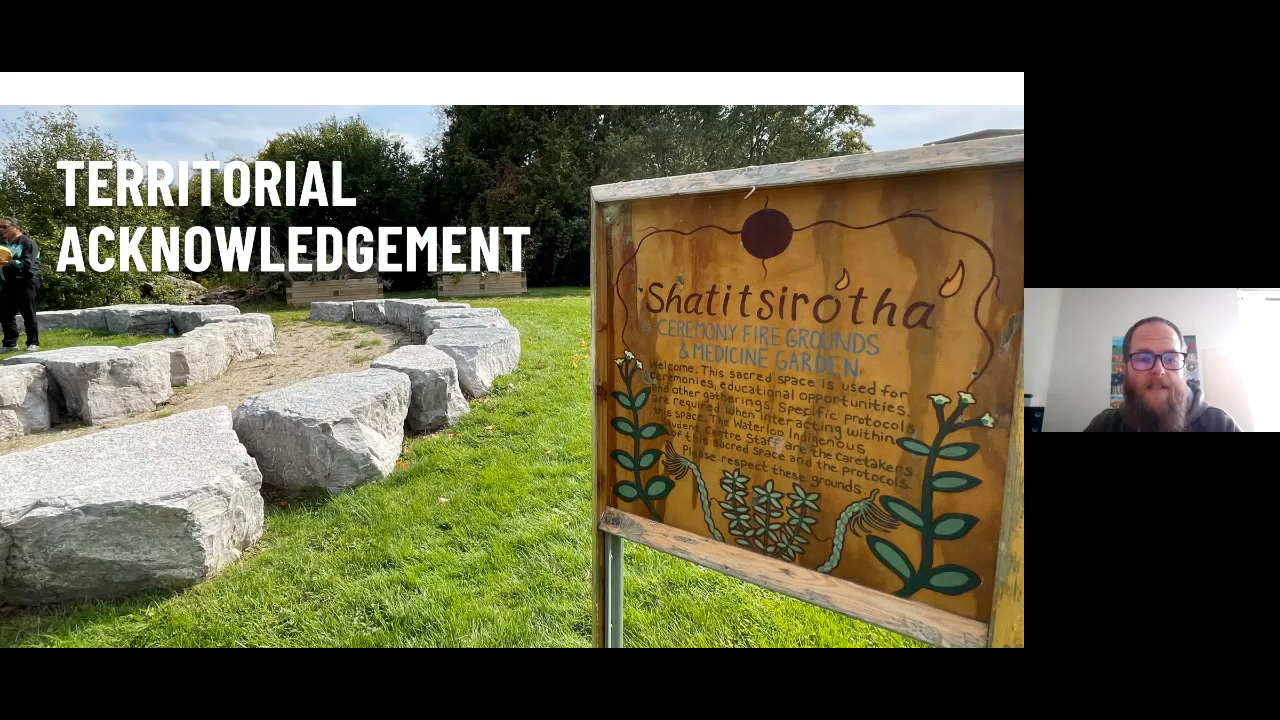 TERRITORIAL
ACKNOWLEDGEMENT
Shatitsirótha'
CEREMONY FIRE GROUNDS
& MEDICINE GARDEN
Welcome. This sacred space is used for
ceremonies, educational opportunities,
and other gatherings. Specific protocols
are required when interacting within
this space. The Waterloo Indigenous
Student Centre Staff are the caretakers
of this sacred space and the protocols.
Please respect these grounds.